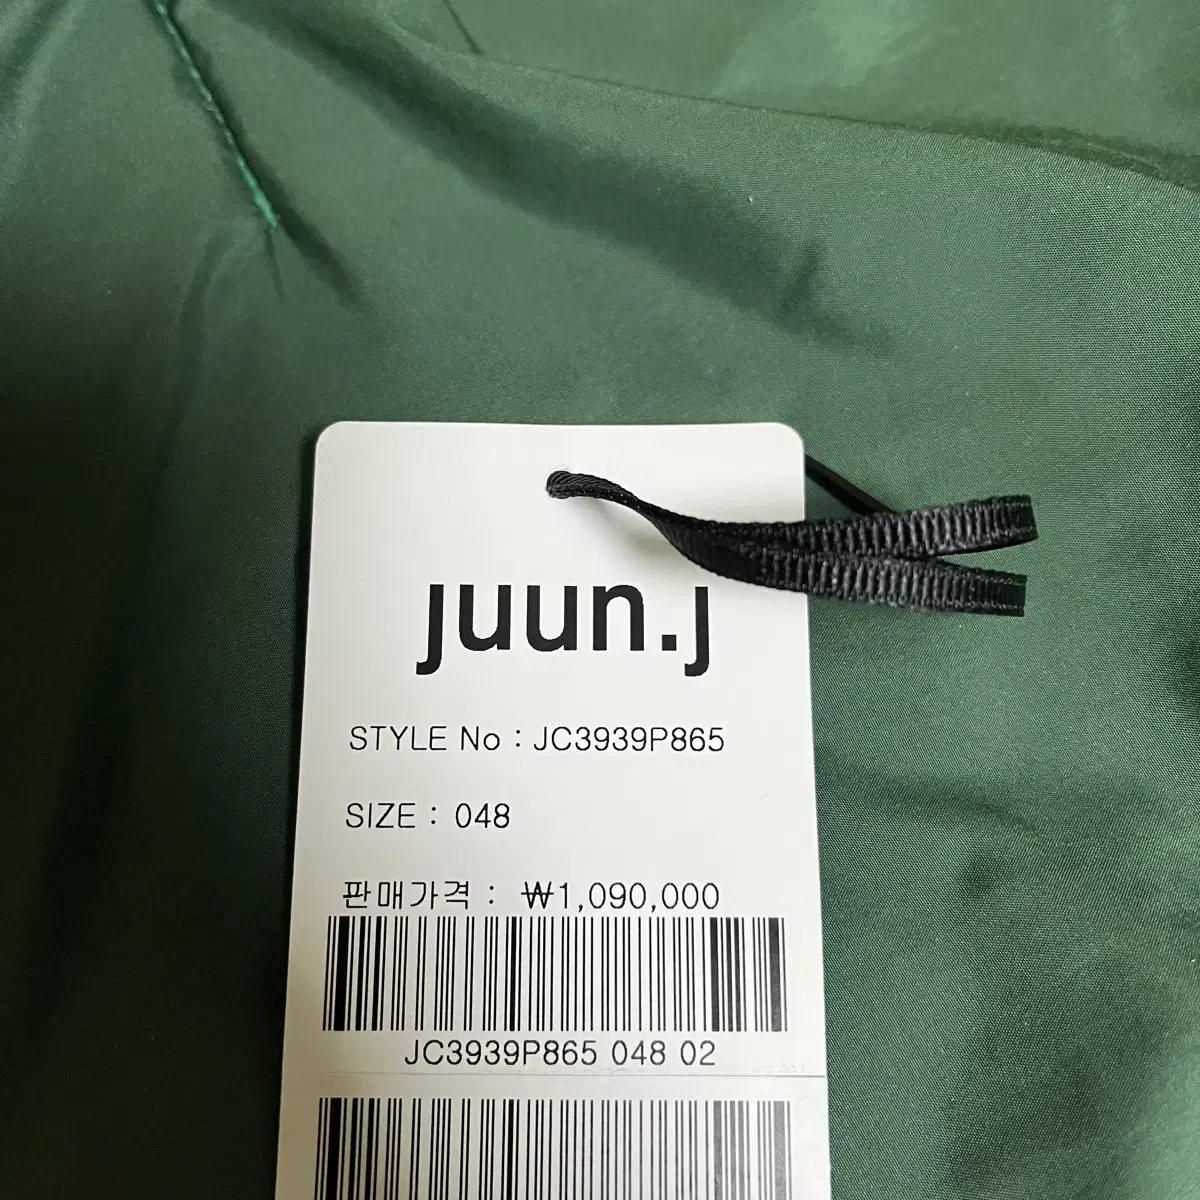 juun.j
STYLE No : JC3939P865
SIZE : 048
판매가격 : ₩1,090,000
JC3939P865 048 02